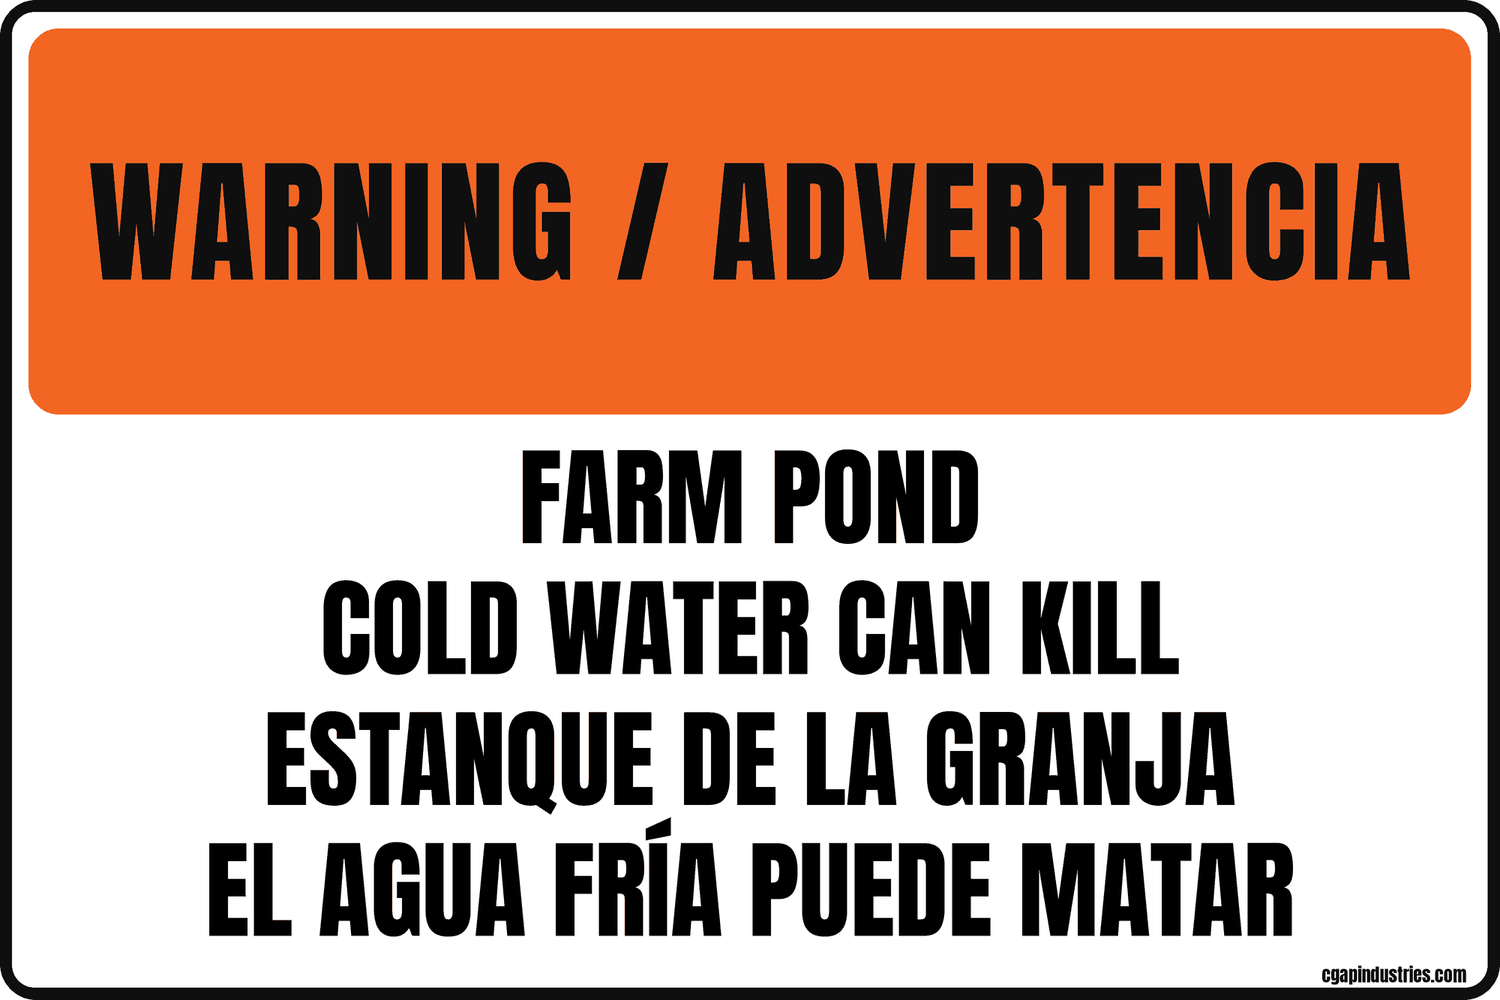 WARNING / ADVERTENCIA
FARM POND
COLD WATER CAN KILL
ESTANQUE DE LA GRANJA
EL AGUA FRÍA PUEDE MATAR
cgapindustries.com